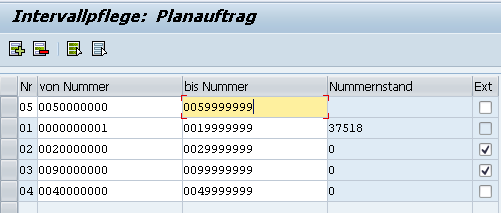 Intervallpflege: Planauftrag
Nr von Nummer bis Nummer Nummernstand Ext
05 0050000000 0059999999
01 0000000001 0019999999 37518
02 0020000000 0029999999 0
03 0090000000 0099999999 0
04 0040000000 0049999999 0